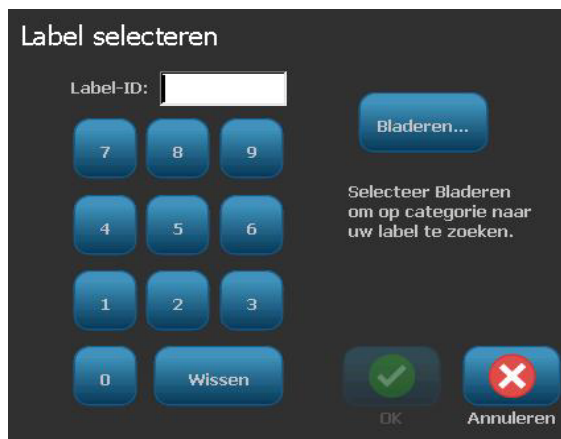 Label selecteren
Label-ID:
7 8 9
Bladeren...
4 5 6
Selecteer Bladeren
om op categorie naar
uw label te zoeken.
1 2 3
0 Wissen
OK Annuleren